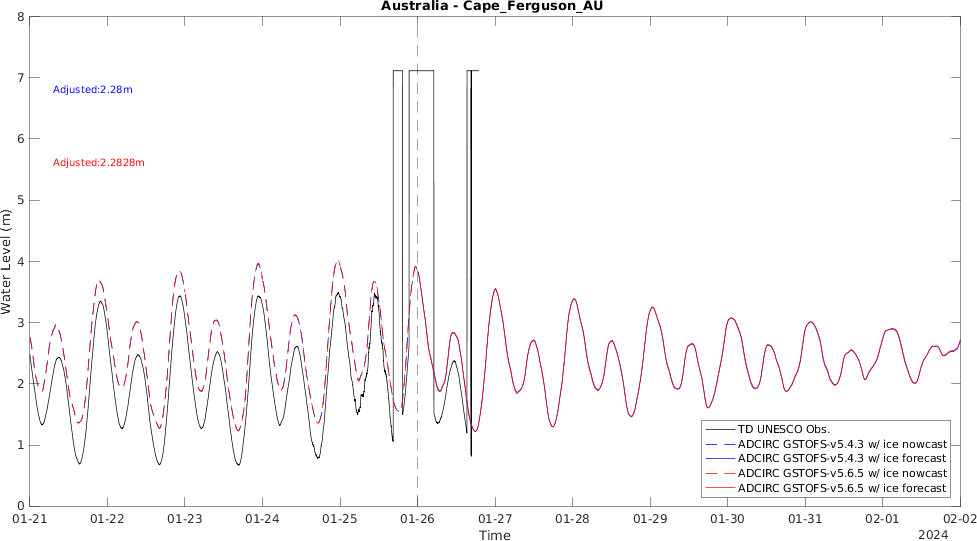 Australia - Cape_Ferguson_AU
8
7
6
5
4
3
2
1
0
Water Level (m)
Adjusted:2.28m
Adjusted:2.2828m
TD UNESCO Obs.
ADCIRC GSTOFS-v5.4.3 w/ ice nowcast
ADCIRC GSTOFS-v5.4.3 w/ ice forecast
ADCIRC GSTOFS-v5.6.5 w/ ice nowcast
ADCIRC GSTOFS-v5.6.5 w/ ice forecast
01-21 01-22 01-23 01-24 01-25 01-26 01-27 01-28 01-29 01-30 01-31 02-01 02-02
Time
2024